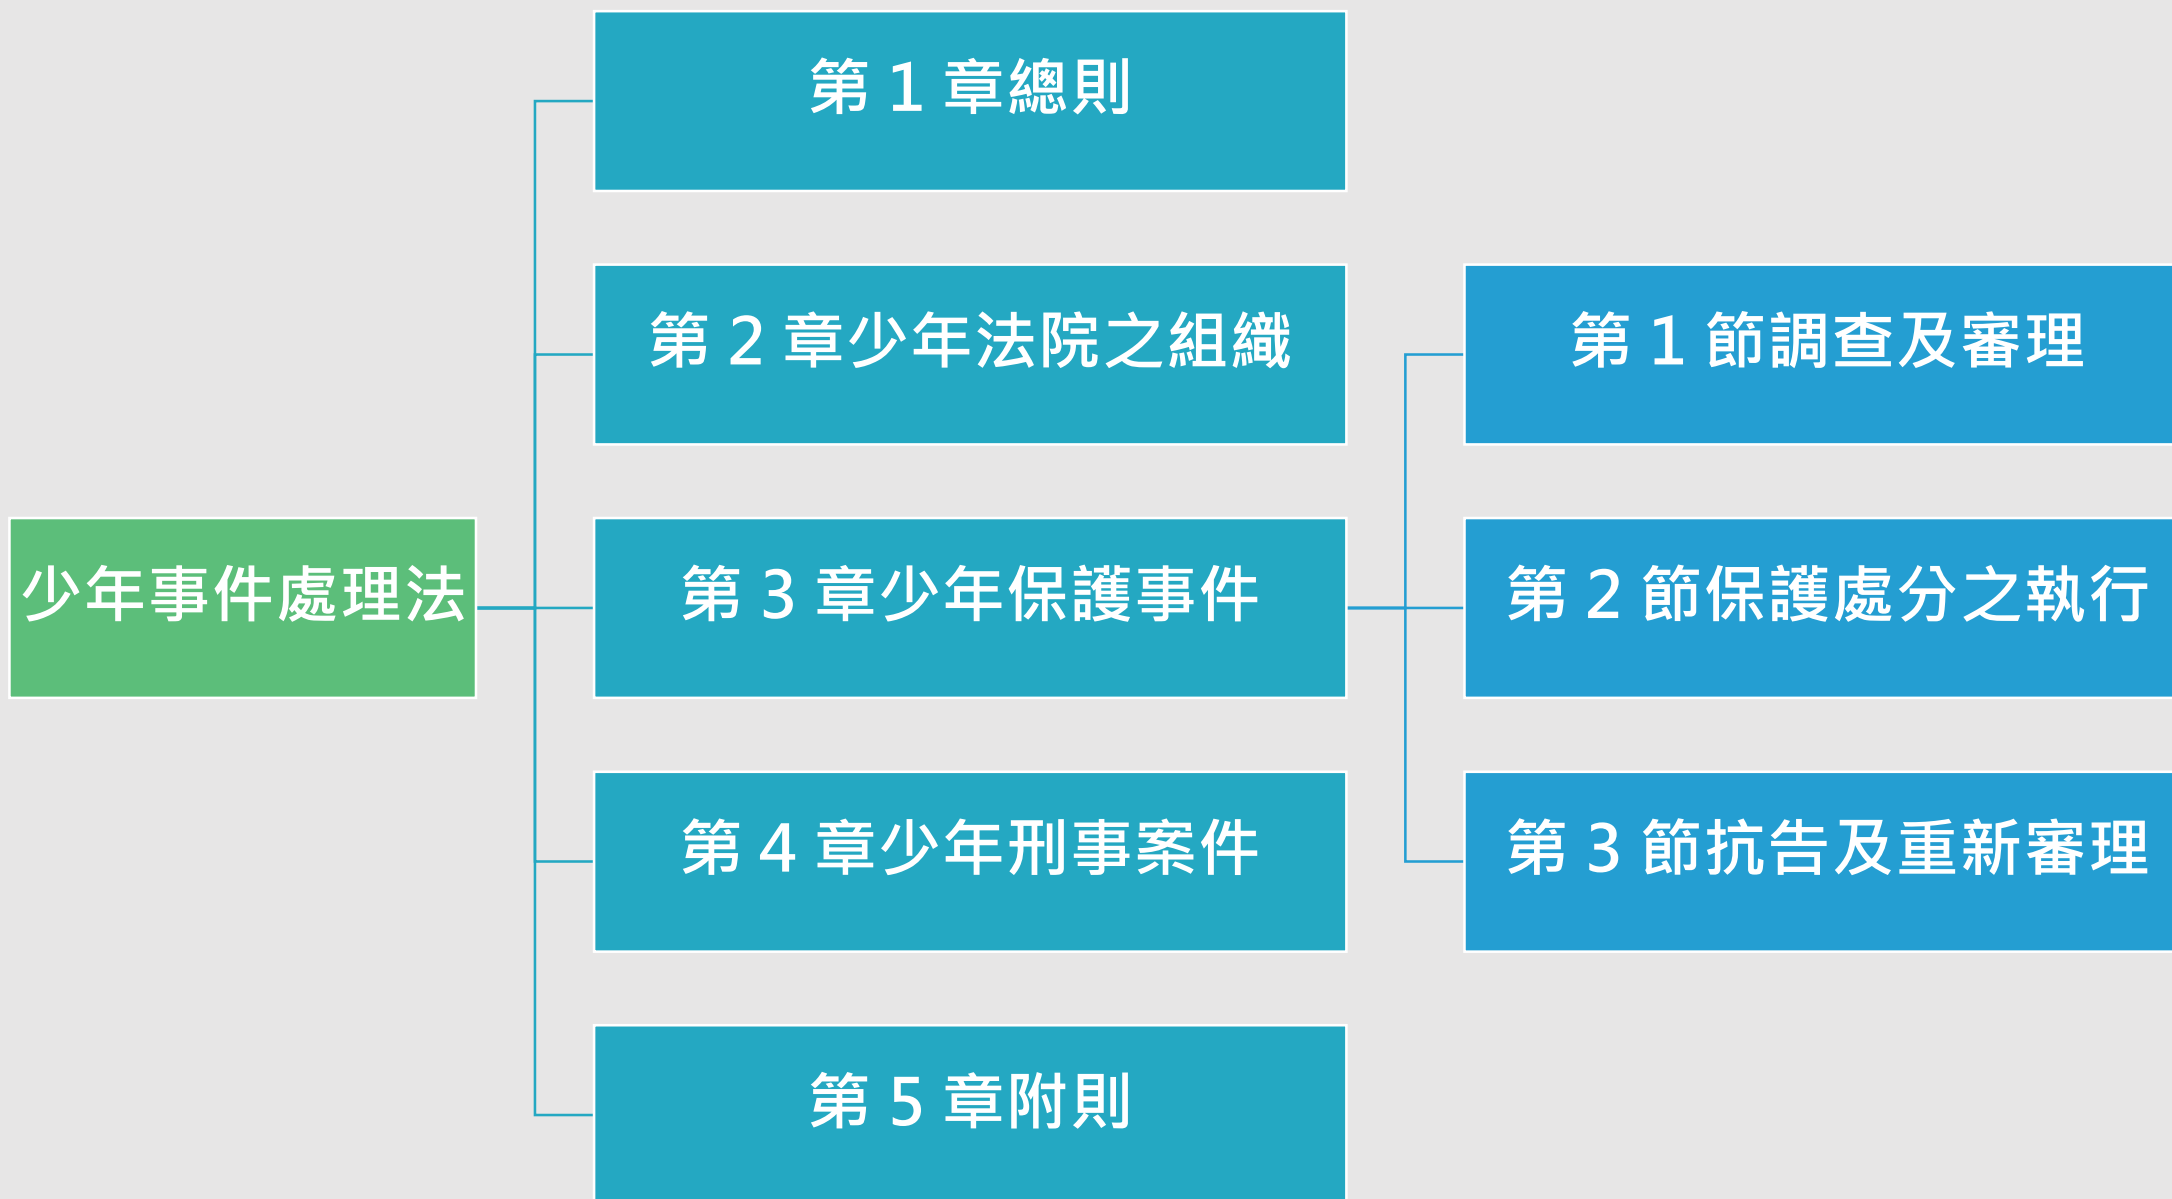 少年事件處理法
第 1 章總則
第 2 章少年法院之組織
第 3 章少年保護事件
第 1 節調查及審理
第 2 節保護處分之執行
第 3 節抗告及重新審理
第 4 章少年刑事案件
第 5 章附則